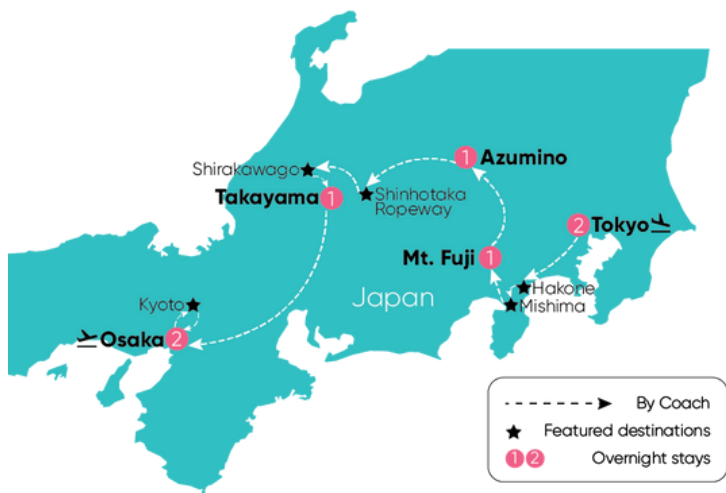 Shirakawago
1
Azumino
Takayama
1
Shinhotaka
Ropeway
2
Tokyo
Mt. Fuji
1
Japan
Hakone
Mishima
Kyoto
Osaka
2
By Coach
Featured destinations
1 2
Overnight stays